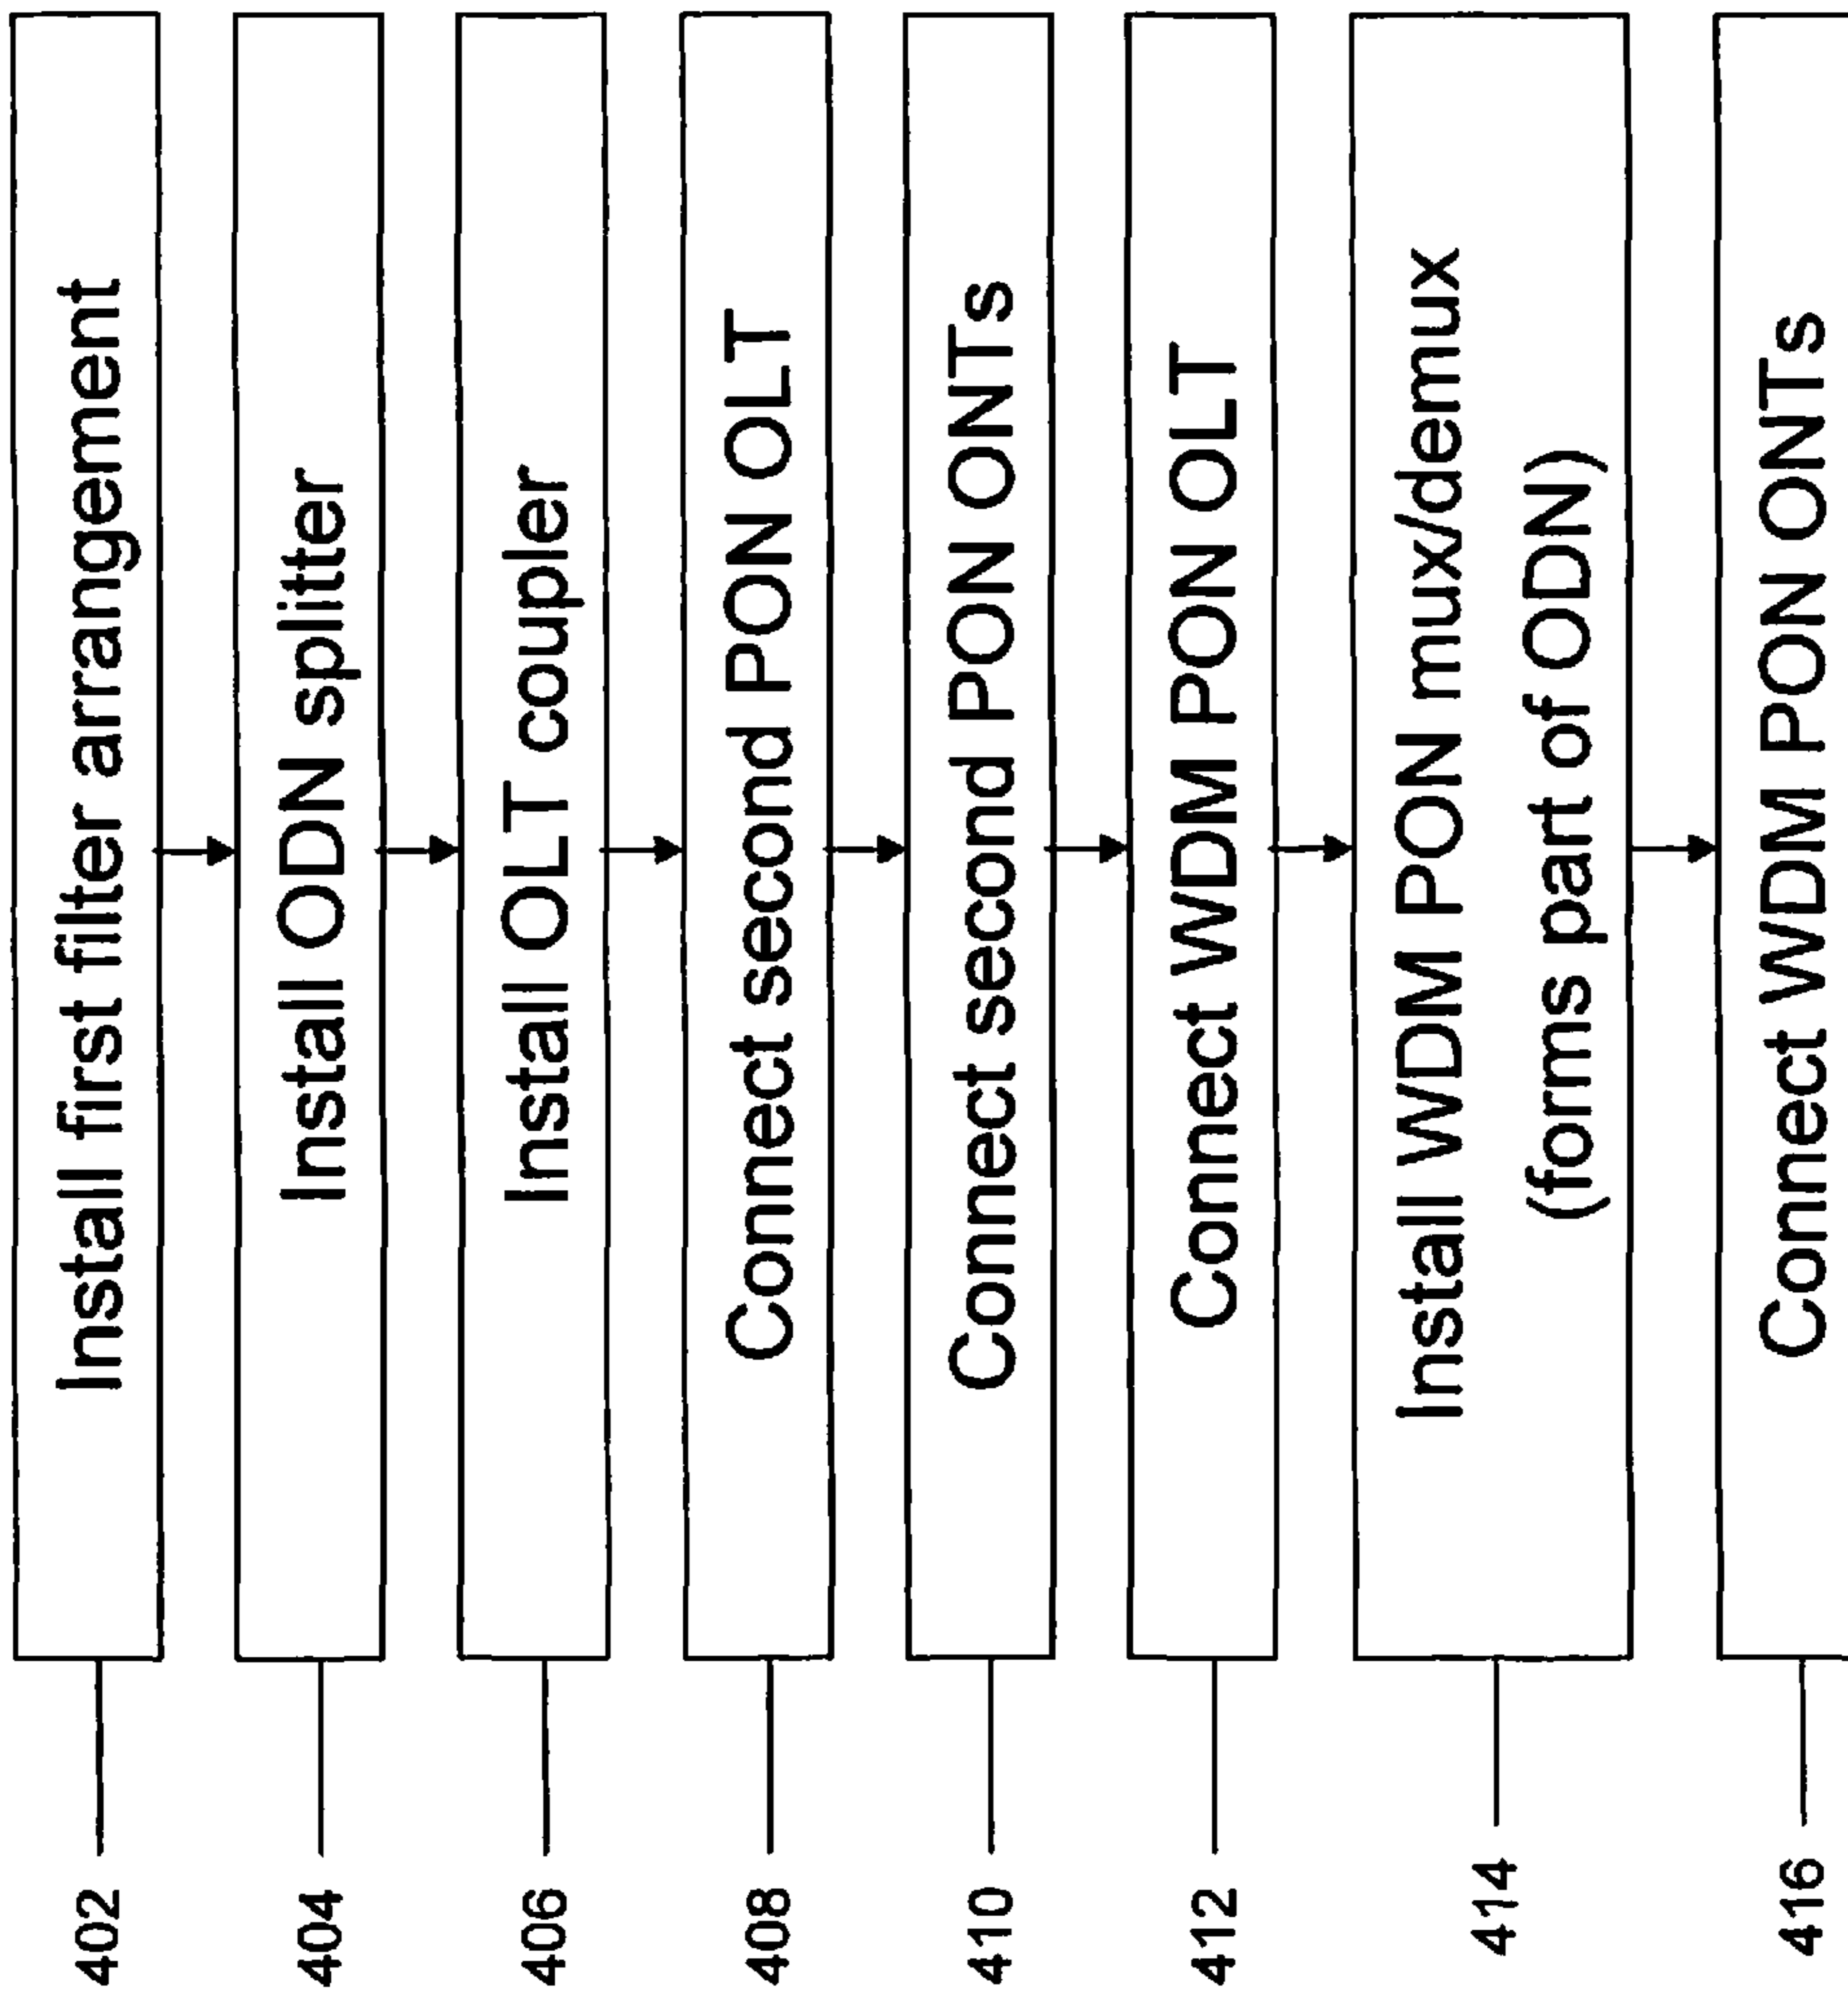 402
Install first filter arrangement
404
Install ODN splitter
406
Install OLT coupler
408
Connect second PON OLT
410
Connect second PON ONTs
412
Connect WDM PON OLT
414
Install WDM PON mux/demux
(forms part of ODN)
416
Connect WDM PON ONTs